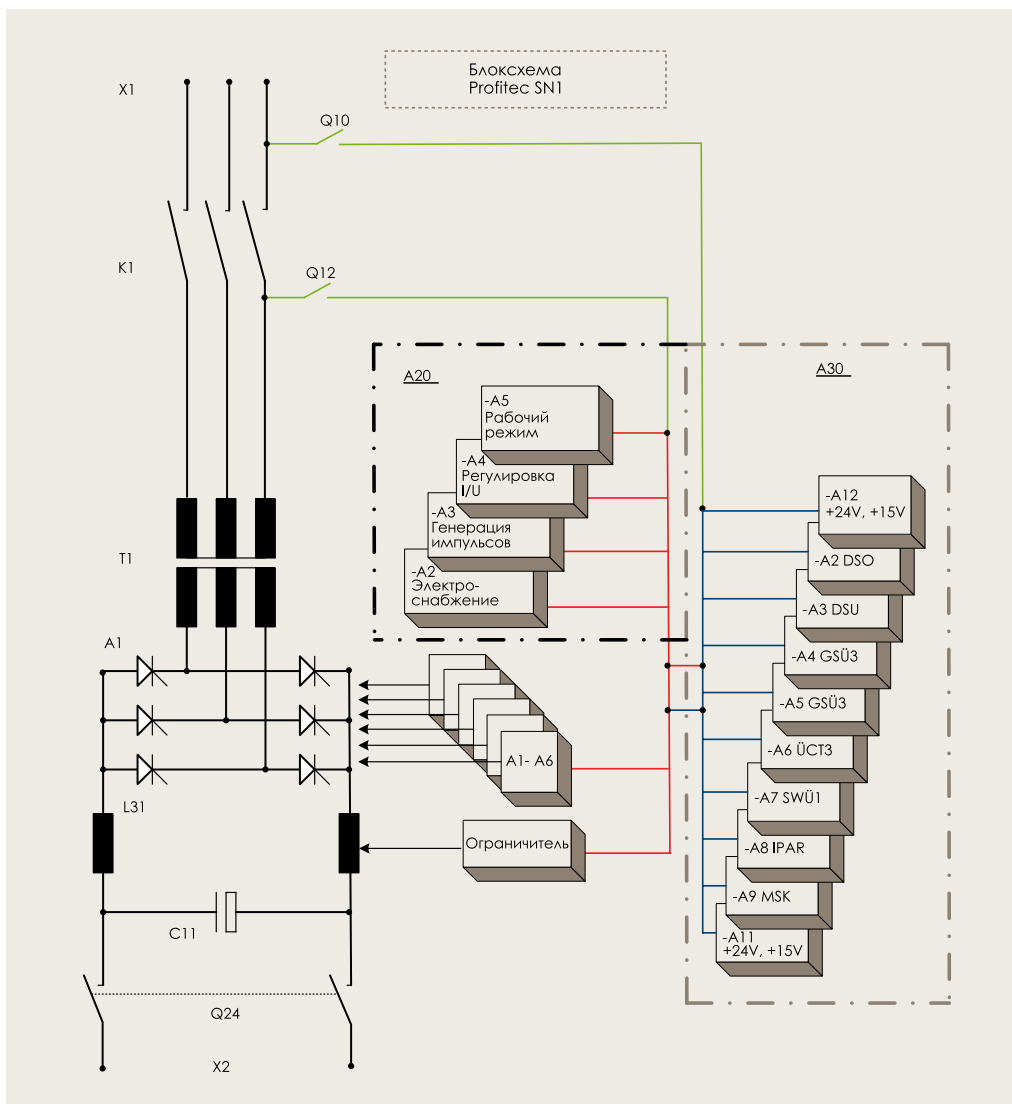 Блоксхема
Profitec SN1
X1
Q10
K1
Q12
A20
A30
-A5
Рабочий
режим
-A4
Регулировка
I/U
-A3
Генерация
импульсов
-A2
Электро-
снабжение
-A12
+24V, +15V
-A2 DSO
-A3 DSU
-A4 GSÜ3
-A5 GSÜ3
-A6 ÜCT3
-A7 SWÜ1
-A8 IPAR
-A9 MSK
-A11
+24V, +15V
T1
A1
A1- A6
L31
Ограничитель
C11
Q24
X2